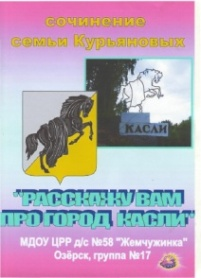 сочинение
семьи Курьяновых
КАСЛИ
"РАССКАЖУ ВАМ
ПРО ГОРОД КАСЛИ"
МДОУ ЦРР д/с №58 "Жемчужинка"
Озёрск, группа №17